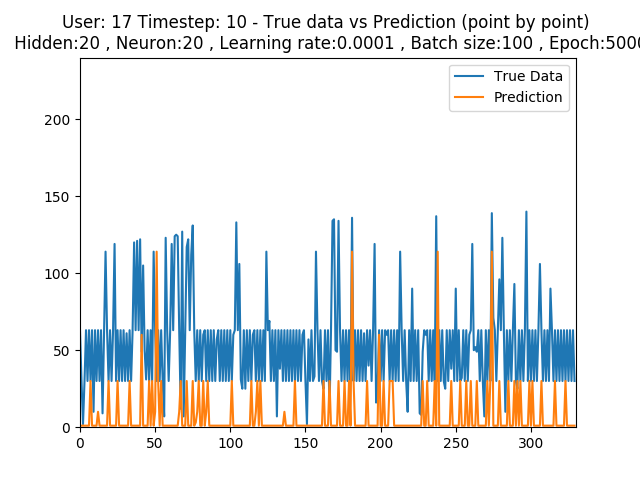 User: 17 Timestep: 10 - True data vs Prediction (point by point)
Hidden:20 , Neuron:20 , Learning rate:0.0001 , Batch size:100 , Epoch:5000
True Data
Prediction
200
150
100
50
0
0 50 100 150 200 250 300